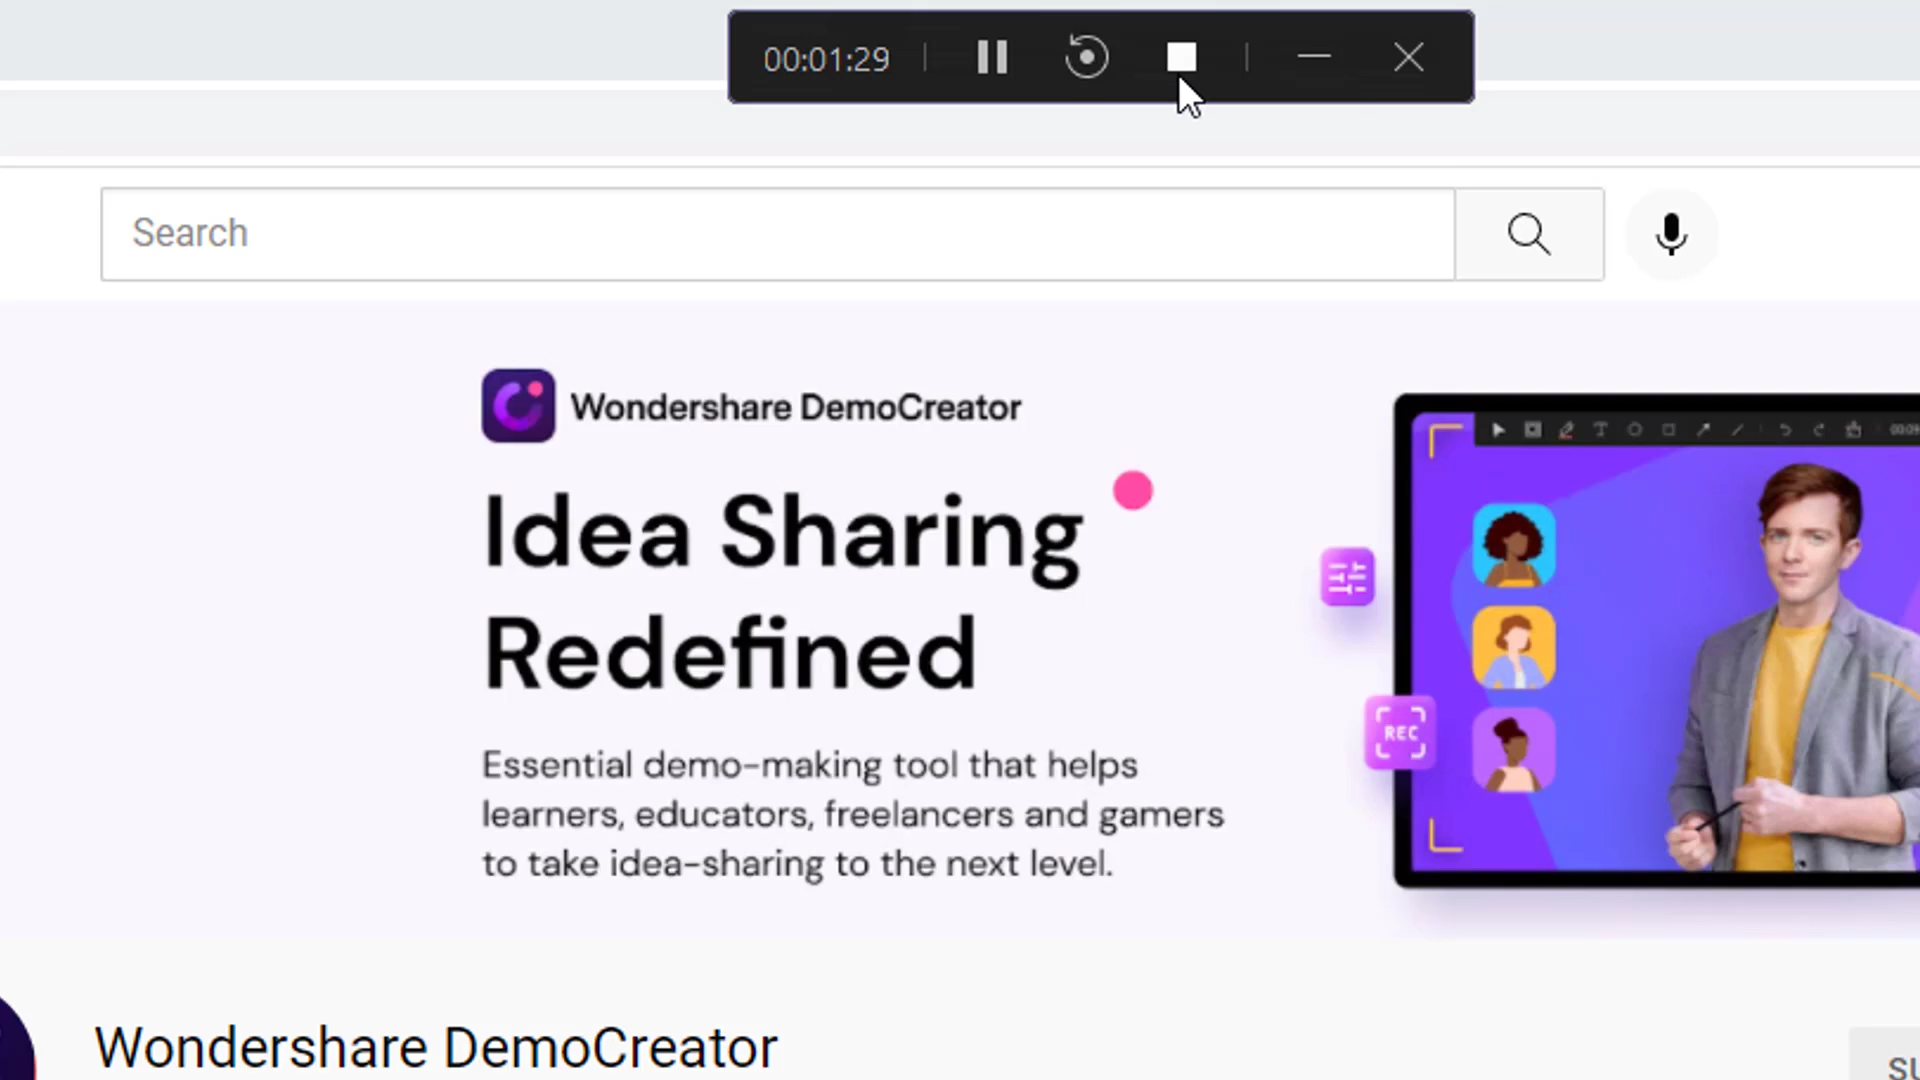 00:01:29
Search
Wondershare DemoCreator
Idea Sharing
Redefined
Essential demo-making tool that helps
learners, educators, freelancers and gamers
to take idea-sharing to the next level.
REC
Wondershare DemoCreator
SU